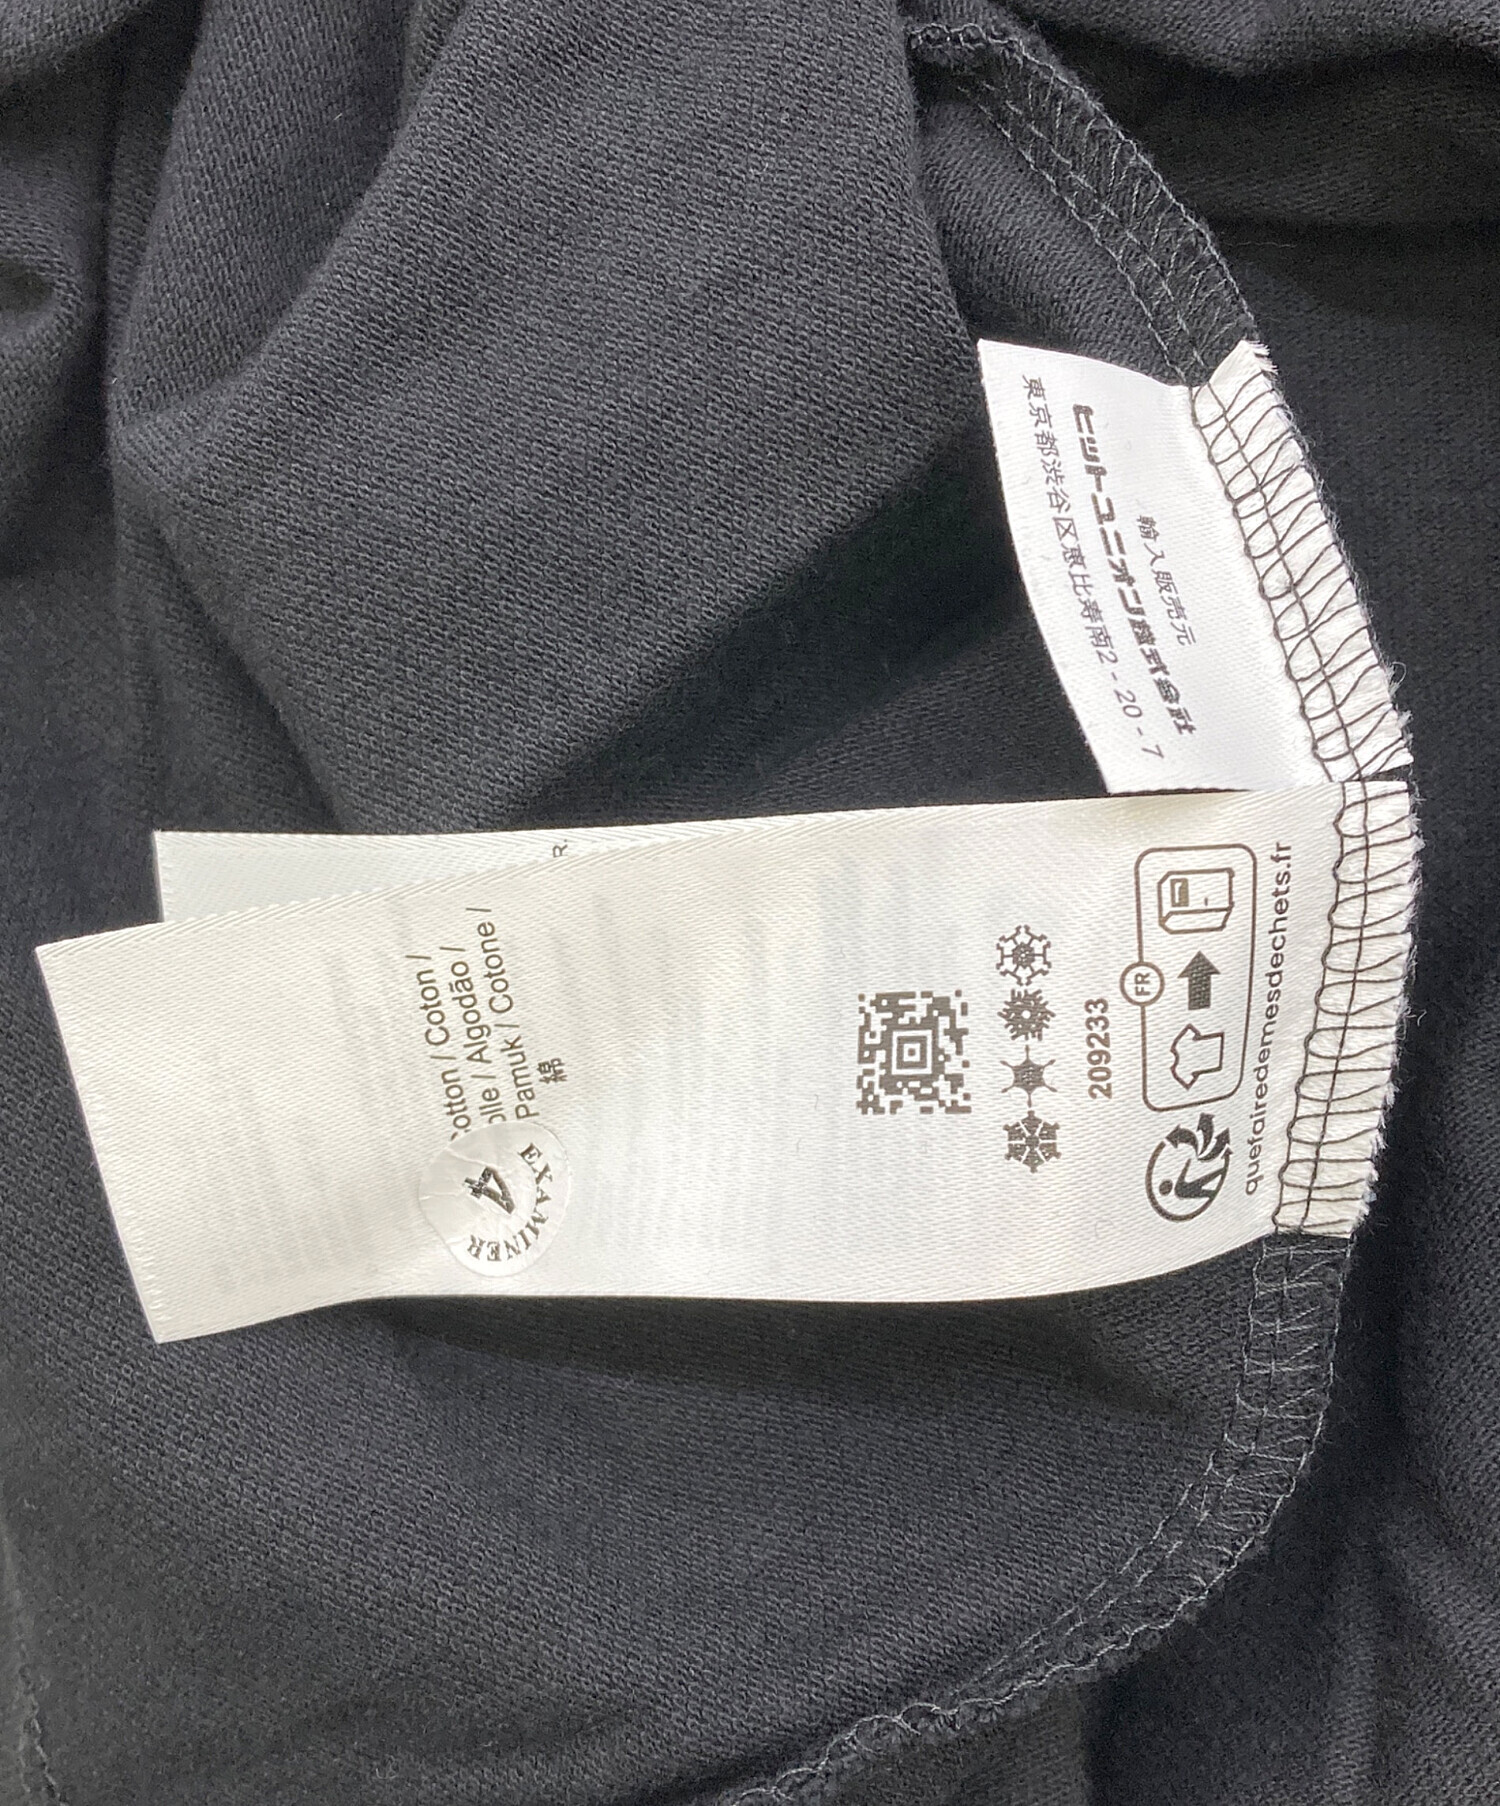 輸入販売元
ヒットユニオン株式会社
東京都渋谷区恵比寿南2-20-7
R.
otton / Coton /
olle / Algodão /
Pamuk / Cotone /
綿
4
EXAMINER
209233
FR
quefairedemesdechets.fr